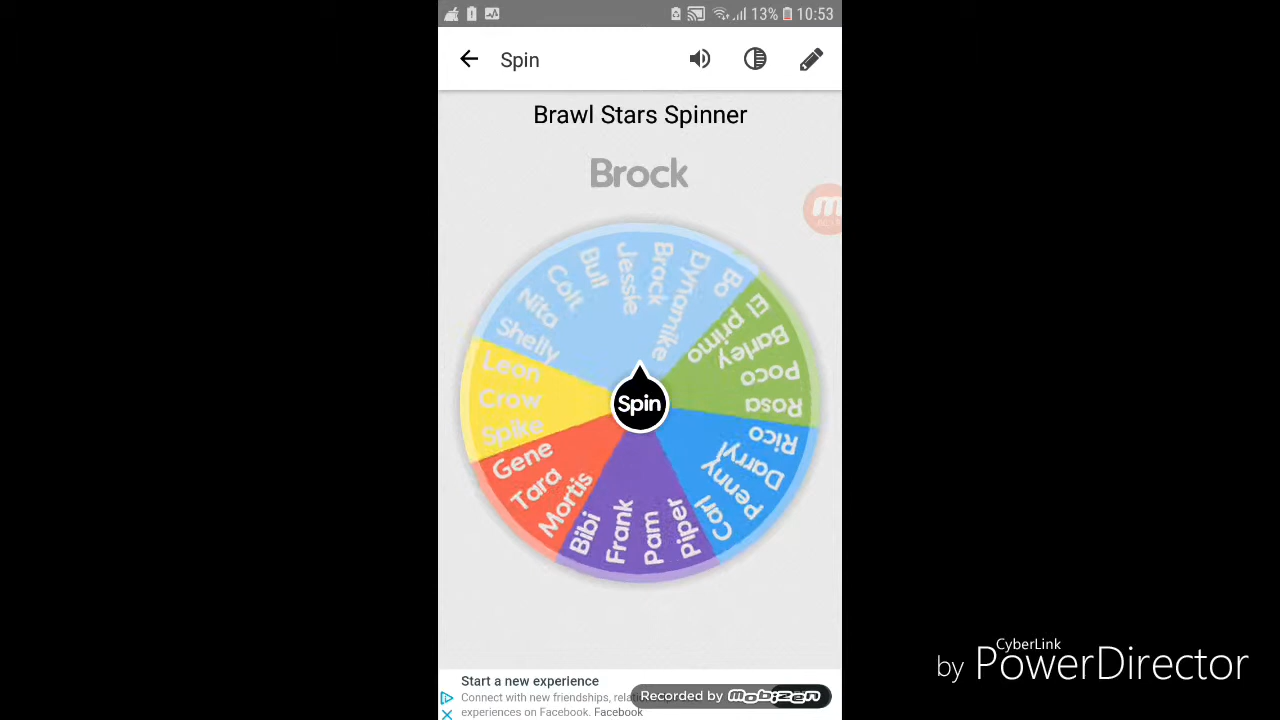 13% 10:53
Spin
Brawl Stars Spinner
Brock
Shelly
Nita
Colt
Bull
Jessie
Brock
Dynamike
Bo
El primo
Barley
Poco
Rosa
Rico
Darryl
Penny
Carl
Piper
Pam
Frank
Bibi
Mortis
Tara
Gene
Spike
Crow
Leon
Spin
Start a new experience
Connect with new friendships,
experiences on Facebook. Facebook
Recorded by mobizen
CyberLink
by PowerDirector